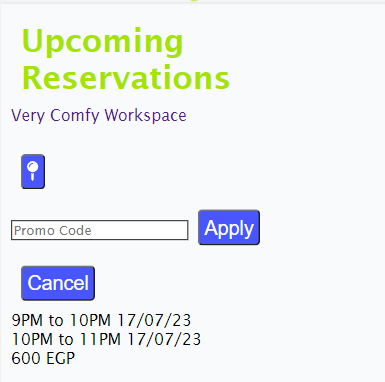 Upcoming
Reservations
Very Comfy Workspace
Promo Code
Apply
Cancel
9PM to 10PM 17/07/23
10PM to 11PM 17/07/23
600 EGP